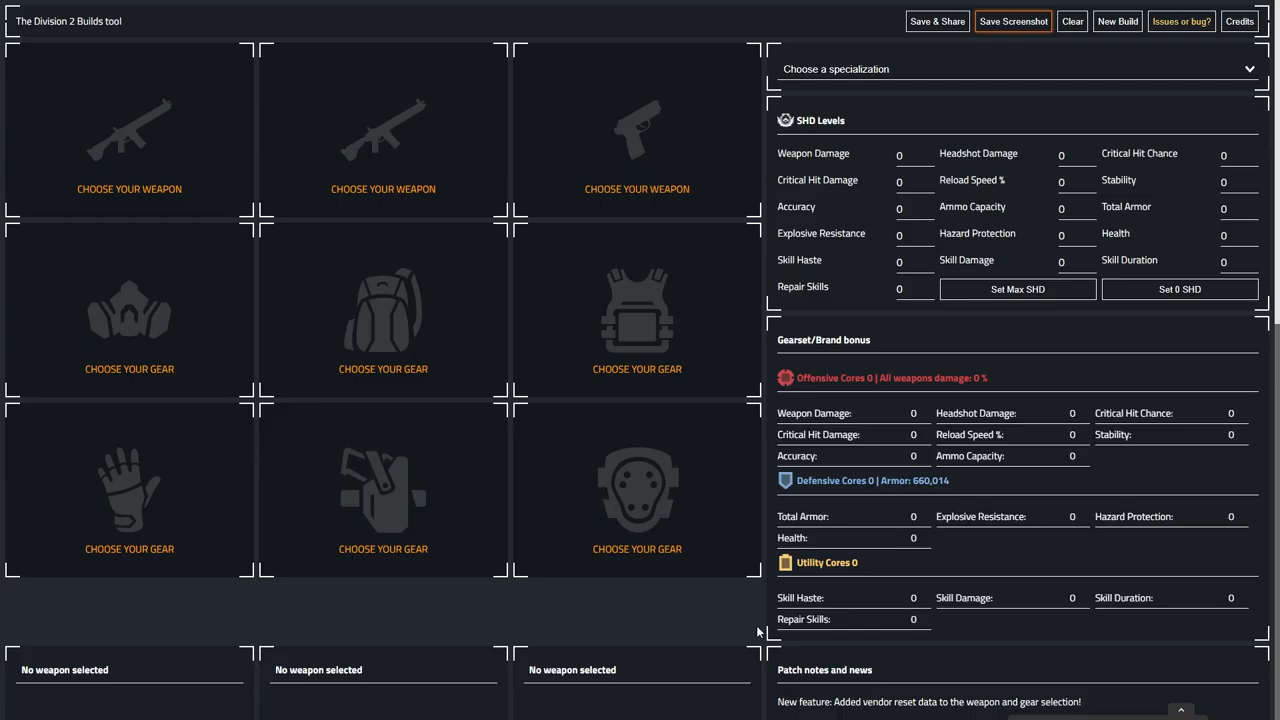 The Division 2 Builds tool
Save & Share
Save Screenshot
Clear
New Build
Issues or bug?
Credits
CHOOSE YOUR WEAPON
CHOOSE YOUR WEAPON
CHOOSE YOUR WEAPON
CHOOSE YOUR GEAR
CHOOSE YOUR GEAR
CHOOSE YOUR GEAR
CHOOSE YOUR GEAR
CHOOSE YOUR GEAR
CHOOSE YOUR GEAR
No weapon selected
No weapon selected
No weapon selected
Choose a specialization
SHD Levels
Weapon Damage 0 Headshot Damage 0 Critical Hit Chance 0
Critical Hit Damage 0 Reload Speed % 0 Stability 0
Accuracy 0 Ammo Capacity 0 Total Armor 0
Explosive Resistance 0 Hazard Protection 0 Health 0
Skill Haste 0 Skill Damage 0 Skill Duration 0
Repair Skills 0 Set Max SHD Set 0 SHD
Gearset/Brand bonus
Offensive Cores 0 | All weapons damage: 0 %
Weapon Damage: 0 Headshot Damage: 0 Critical Hit Chance: 0
Critical Hit Damage: 0 Reload Speed %: 0 Stability: 0
Accuracy: 0 Ammo Capacity: 0
Defensive Cores 0 | Armor: 660,014
Total Armor: 0 Explosive Resistance: 0 Hazard Protection: 0
Health: 0
Utility Cores 0
Skill Haste: 0 Skill Damage: 0 Skill Duration: 0
Repair Skills: 0
Patch notes and news
New feature: Added vendor reset data to the weapon and gear selection!